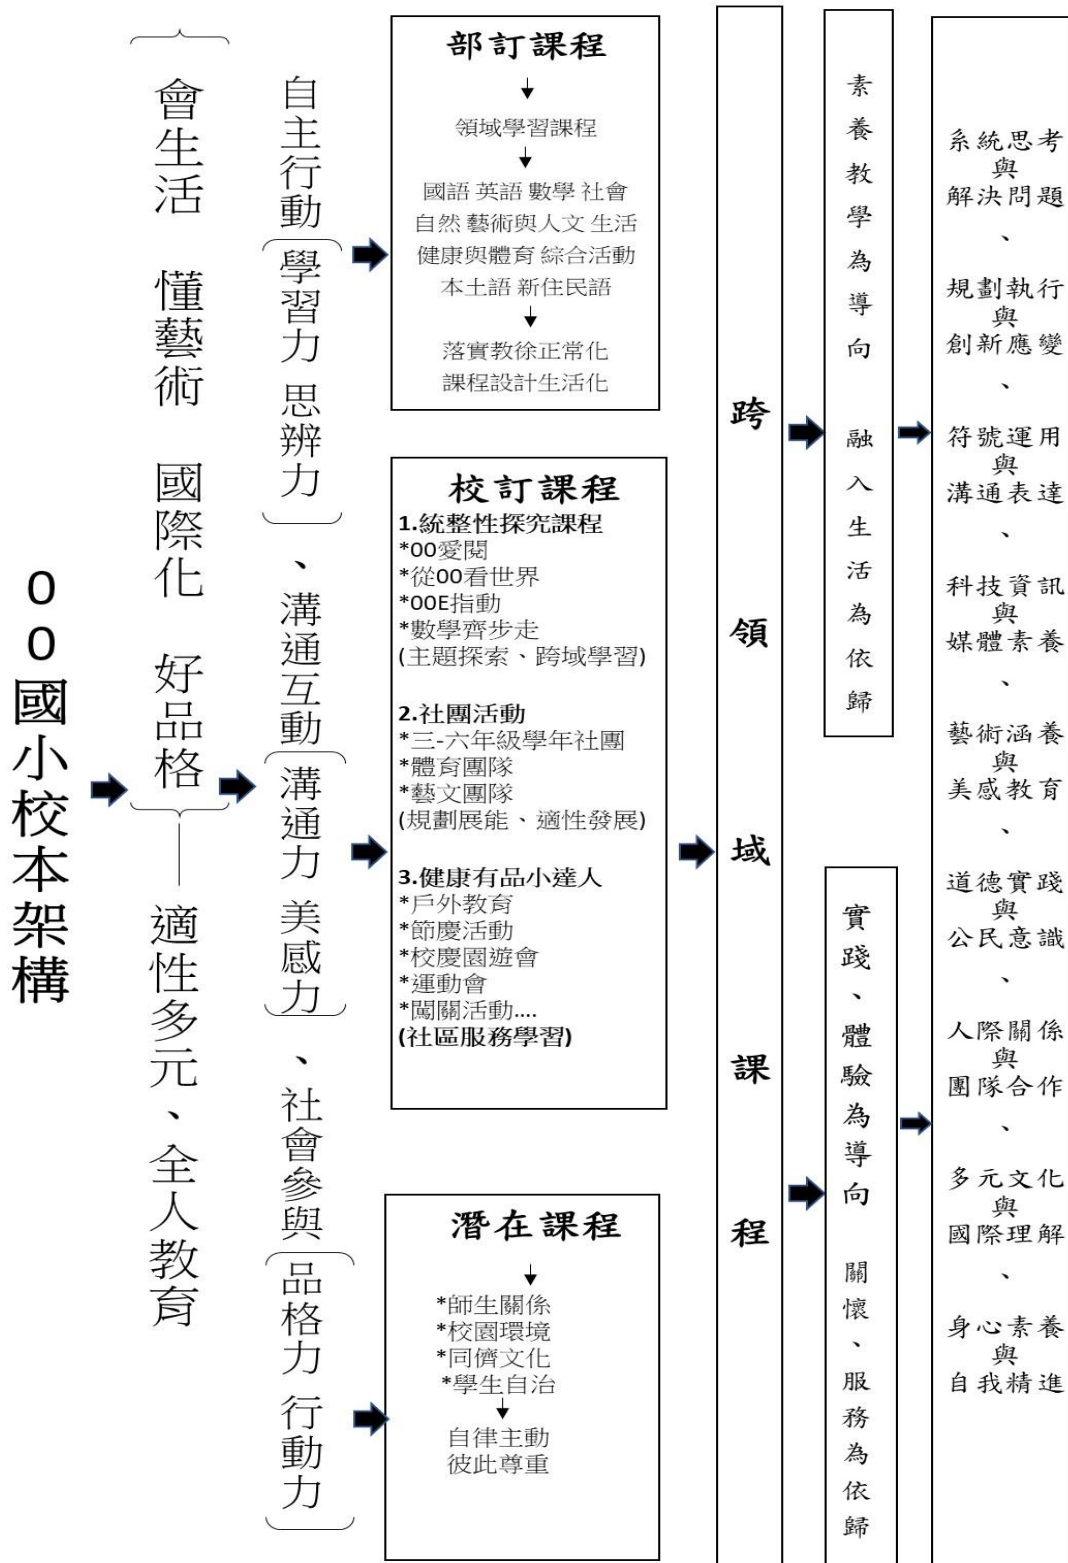 00國小校本架構
會生活 懂藝術 國際化 好品格
適性多元、全人教育
自主行動(學習力 思辨力)、溝通互動(溝通力 美感力)、社會參與(品格力 行動力)
部訂課程
領域學習課程
國語 英語 數學 社會
自然 藝術與人文 生活
健康與體育 綜合活動
本土語 新住民語
落實教徐正常化
課程設計生活化
校訂課程
1.統整性探究課程
*00愛閱
*從00看世界
*00E指動
*數學齊步走
(主題探索、跨域學習)
2.社團活動
*三-六年級學年社團
*體育團隊
*藝文團隊
(規劃展能、適性發展)
3.健康有品小達人
*戶外教育
*節慶活動
*校慶園遊會
*運動會
*闖關活動....
(社區服務學習)
潛在課程
*師生關係
*校園環境
*同儕文化
*學生自治
自律主動
彼此尊重
跨領域課程
素養教學為導向 融入生活為依歸
實踐、體驗為導向 關懷、服務為依歸
系統思考
與
解決問題
、
規劃執行
與
創新應變
、
符號運用
與
溝通表達
、
科技資訊
與
媒體素養
、
藝術涵養
與
美感教育
、
道德實踐
與
公民意識
、
人際關係
與
團隊合作
、
多元文化
與
國際理解
、
身心素養
與
自我精進